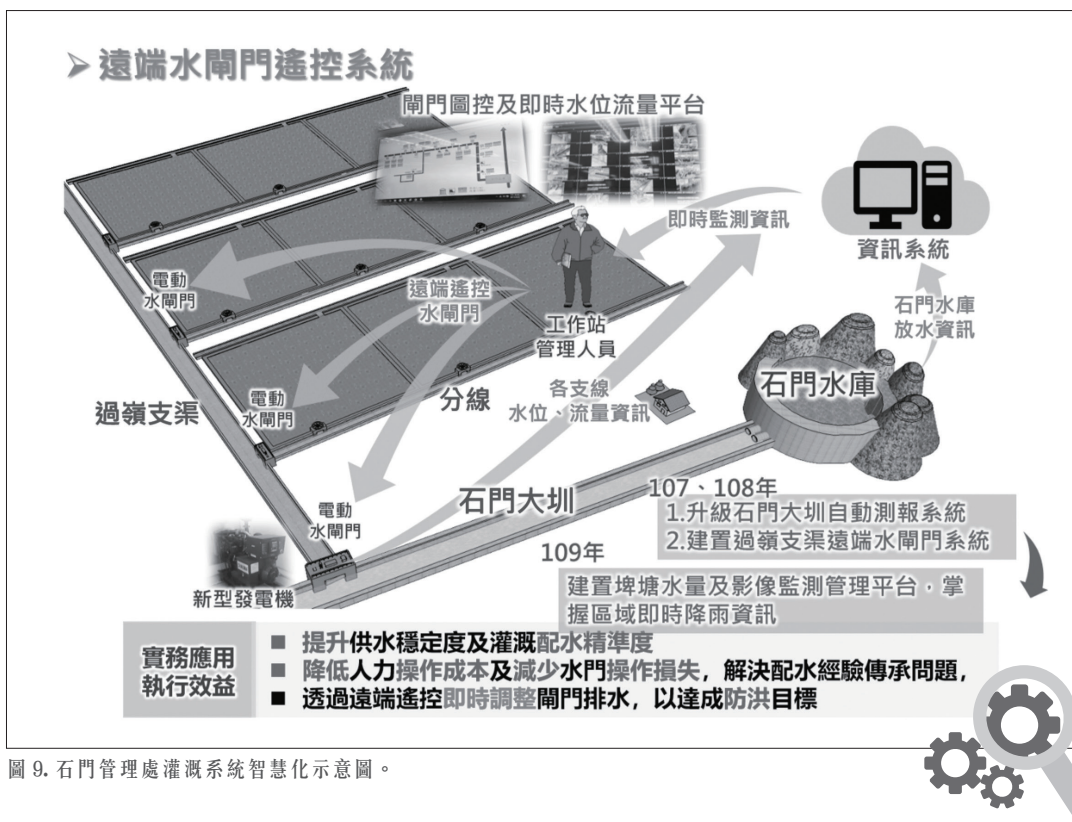 ➢ 遠端水閘門遙控系統
閘門圖控及即時水位流量平台
即時監測資訊
資訊系統
電動
水閘門
遠端遙控
水閘門
工作站
管理人員
石門水庫
放水資訊
石門水庫
過嶺支渠
電動
水閘門
分線
各支線
水位、流量資訊
電動
水閘門
石門大圳
107、108年
1.升級石門大圳自動測報系統
2.建置過嶺支渠遠端水閘門系統
109年
建置埤塘水量及影像監測管理平台，掌
握區域即時降雨資訊
新型發電機
實務應用
執行效益
■ 提升供水穩定度及灌溉配水精準度
■ 降低人力操作成本及減少水門操作損失，解決配水經驗傳承問題，
■ 透過遠端遙控即時調整閘門排水，以達成防洪目標
圖 9. 石門管理處灌溉系統智慧化示意圖。